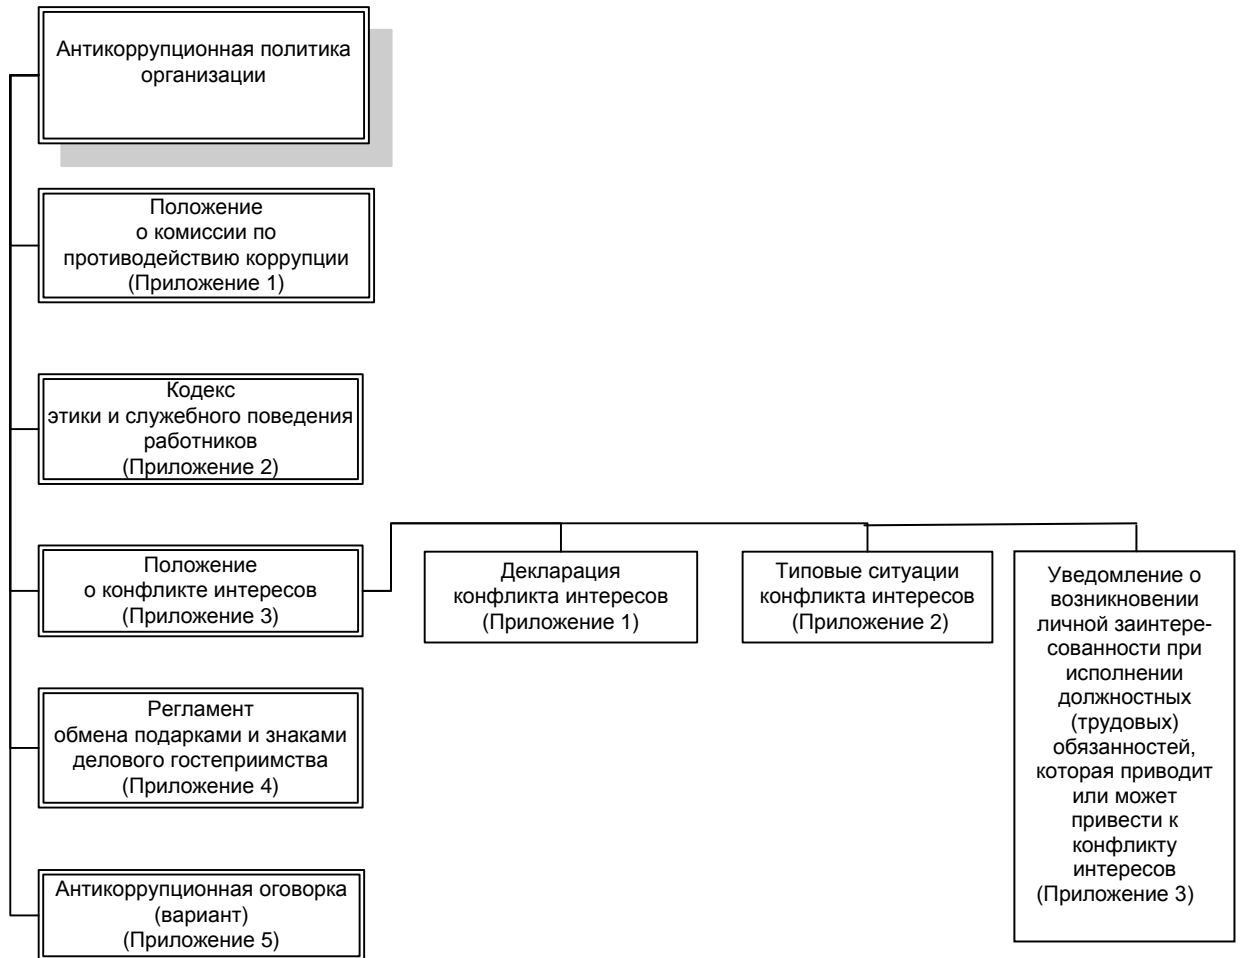 Антикоррупционная политика
организации
Положение
о комиссии по
противодействию коррупции
(Приложение 1)
Кодекс
этики и служебного поведения
работников
(Приложение 2)
Положение
о конфликте интересов
(Приложение 3)
Декларация
конфликта интересов
(Приложение 1)
Типовые ситуации
конфликта интересов
(Приложение 2)
Уведомление о
возникновении
личной заинтере-
сованности при
исполнении
должностных
(трудовых)
обязанностей,
которая приводит
или может
привести к
конфликту
интересов
(Приложение 3)
Регламент
обмена подарками и знаками
делового гостеприимства
(Приложение 4)
Антикоррупционная оговорка
(вариант)
(Приложение 5)